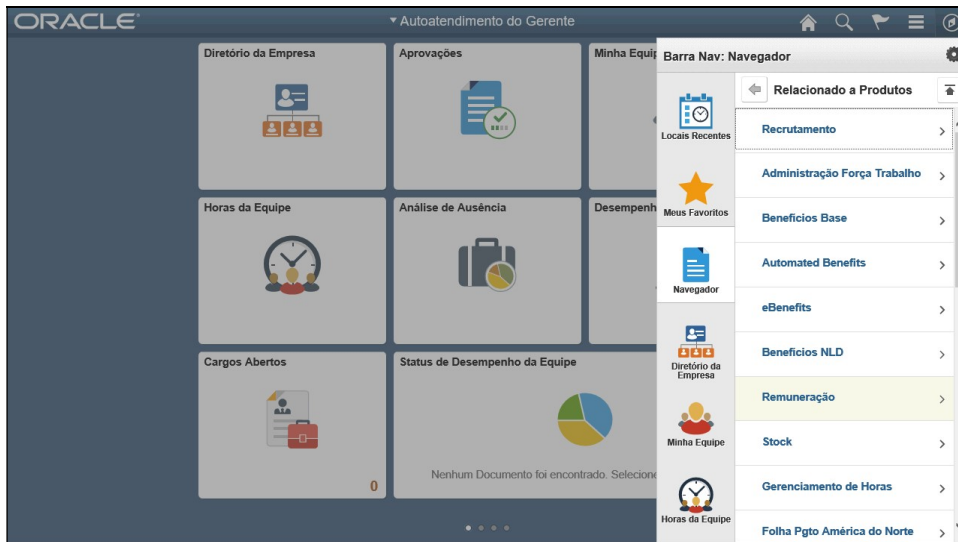 ORACLE
Autoatendimento do Gerente
Diretório da Empresa
Aprovações
Minha Equip
Horas da Equipe
Análise de Ausência
Desempenh
Cargos Abertos
0
Status de Desempenho da Equipe
Nenhum Documento foi encontrado. Selecione
Barra Nav: Navegador
Locais Recentes
Meus Favoritos
Navegador
Diretório da
Empresa
Minha Equipe
Horas da Equipe
Relacionado a Produtos
Recrutamento
Administração Força Trabalho
Beneficios Base
Automated Benefits
eBenefits
Beneficios NLD
Remuneração
Stock
Gerenciamento de Horas
Folha Pgto América do Norte